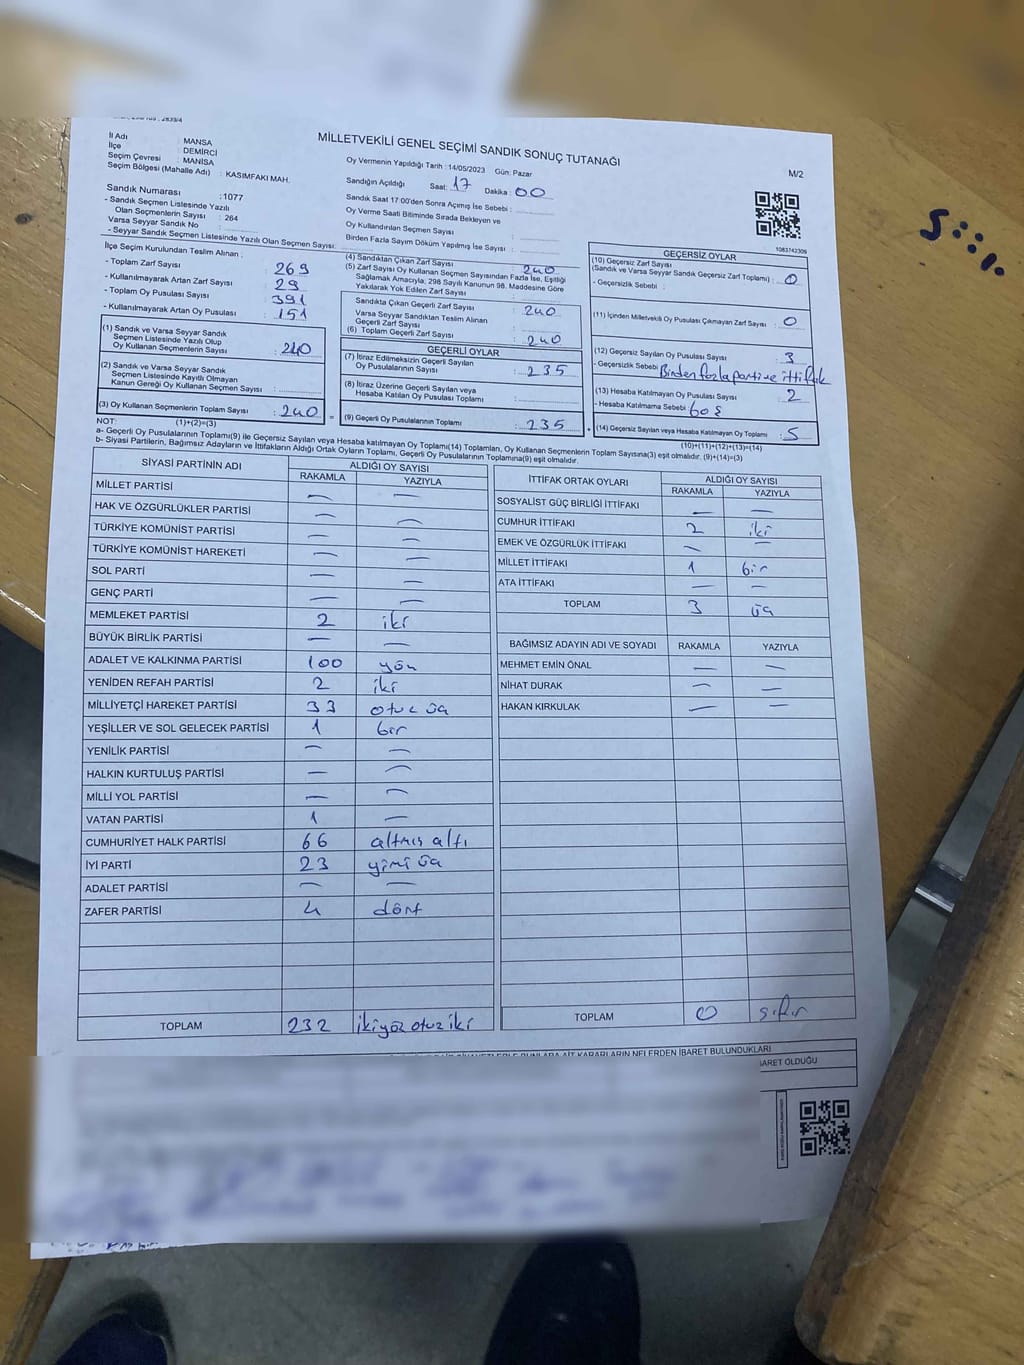 MİLLETVEKİLİ GENEL SEÇİMİ SANDIK SONUÇ TUTANAĞI
M/2
İl Adı : MANİSA
İlçe : DEMİRCİ
Seçim Çevresi : MANİSA
Seçim Bölgesi (Mahalle Adı) : KASIMFAKI MAH.
Oy Vermenin Yapıldığı Tarih : 14/05/2023 Gün: Pazar
Sandığın Açıldığı Saat: 17 Dakika : 00
Sandık Saat 17:00'den Sonra Açımış İse Sebebi :
Oy Verme Saati Bitiminde Sırada Bekleyen ve
Oy Kullandırılan Seçmen Sayısı :
Birden Fazla Sayım Döküm Yapılmış İse Sayısı :
Sandık Numarası : 1077
- Sandık Seçmen Listesinde Yazılı
Olan Seçmenlerin Sayısı : 264
Varsa Seyyar Sandık No :
- Seyyar Sandık Seçmen Listesinde Yazılı Olan Seçmen Sayısı:
1083742309
İlçe Seçim Kurulundan Teslim Alınan :
- Toplam Zarf Sayısı : 269
- Kullanılmayarak Artan Zarf Sayısı : 29
- Toplam Oy Pusulası Sayısı : 391
- Kullanılmayarak Artan Oy Pusulası : 151
(1) Sandık ve Varsa Seyyar Sandık
Seçmen Listesinde Yazılı Olup
Oy Kullanan Seçmenlerin Sayısı : 240
(2) Sandık ve Varsa Seyyar Sandık
Seçmen Listesinde Kayıtlı Olmayan
Kanun Gereği Oy Kullanan Seçmen Sayısı :
(3) Oy Kullanan Seçmenlerin Toplam Sayısı : 240
(1)+(2)=(3)
(4) Sandıktan Çıkan Zarf Sayısı : 240
(5) Zarf Sayısı Oy Kullanan Seçmen Sayısından Fazla İse, Eşitliği
Sağlamak Amacıyla; 298 Sayılı Kanunun 98. Maddesine Göre
Yakılarak Yok Edilen Zarf Sayısı :
Sandıkta Çıkan Geçerli Zarf Sayısı : 240
Varsa Seyyar Sandıktan Teslim Alınan
Geçerli Zarf Sayısı :
(6) Toplam Geçerli Zarf Sayısı : 240
GEÇERLİ OYLAR
(7) İtiraz Edilmeksizin Geçerli Sayılan
Oy Pusulalarının Sayısı : 235
(8) İtiraz Üzerine Geçerli Sayılan veya
Hesaba Katılan Oy Pusulası Toplamı :
(9) Geçerli Oy Pusulalarının Toplamı : 235
GEÇERSİZ OYLAR
(10) Geçersiz Zarf Sayısı
(Sandık ve Varsa Seyyar Sandık Geçersiz Zarf Toplamı) : 0
- Geçersizlik Sebebi :
(11) İçinden Milletvekili Oy Pusulası Çıkmayan Zarf Sayısı : 0
(12) Geçersiz Sayılan Oy Pusulası Sayısı : 3
- Geçersizlik Sebebi : Birden fazla parti ve ittifak
(13) Hesaba Katılmayan Oy Pusulası Sayısı : 2
- Hesaba Katılmama Sebebi : boş
(14) Geçersiz Sayılan veya Hesaba Katılmayan Oy Toplamı : 5
(10)+(11)+(12)+(13)=(14)
NOT:
a- Geçerli Oy Pusulalarının Toplamı(9) ile Geçersiz Sayılan veya Hesaba katılmayan Oy Toplamı(14) Toplamları, Oy Kullanan Seçmenlerin Toplam Sayısına(3) eşit olmalıdır. (9)+(14)=(3)
b- Siyasi Partilerin, Bağımsız Adayların ve İttifakların Aldığı Ortak Oyların Toplamı, Geçerli Oy Pusulalarının Toplamına(9) eşit olmalıdır.
SİYASİ PARTİNİN ADI ALDIĞI OY SAYISI
RAKAMLA YAZIYLA
MİLLET PARTİSİ — —
HAK VE ÖZGÜRLÜKLER PARTİSİ — —
TÜRKİYE KOMÜNİST PARTİSİ — —
TÜRKİYE KOMÜNİST HAREKETİ — —
SOL PARTİ — —
GENÇ PARTİ — —
MEMLEKET PARTİSİ 2 iki
BÜYÜK BİRLİK PARTİSİ — —
ADALET VE KALKINMA PARTİSİ 100 yüz
YENİDEN REFAH PARTİSİ 2 iki
MİLLİYETÇİ HAREKET PARTİSİ 33 otuz üç
YEŞİLLER VE SOL GELECEK PARTİSİ 1 bir
YENİLİK PARTİSİ — —
HALKIN KURTULUŞ PARTİSİ — —
MİLLİ YOL PARTİSİ — —
VATAN PARTİSİ 1 —
CUMHURİYET HALK PARTİSİ 66 altmış altı
İYİ PARTİ 23 yirmi üç
ADALET PARTİSİ — —
ZAFER PARTİSİ 4 dört
TOPLAM 232 ikiyüz otuz iki
İTTİFAK ORTAK OYLARI ALDIĞI OY SAYISI
RAKAMLA YAZIYLA
SOSYALİST GÜÇ BİRLİĞİ İTTİFAKI — —
CUMHUR İTTİFAKI 2 iki
EMEK VE ÖZGÜRLÜK İTTİFAKI — —
MİLLET İTTİFAKI 1 bir
ATA İTTİFAKI — —
TOPLAM 3 üç
BAĞIMSIZ ADAYIN ADI VE SOYADI RAKAMLA YAZIYLA
MEHMET EMİN ÖNAL — —
NİHAT DURAK — —
HAKAN KIRKULAK — —
TOPLAM 0 sıfır
BUNLARA AİT KARARLARIN NELERDEN İBARET BULUNDUKLARI
İBARET OLDUĞU